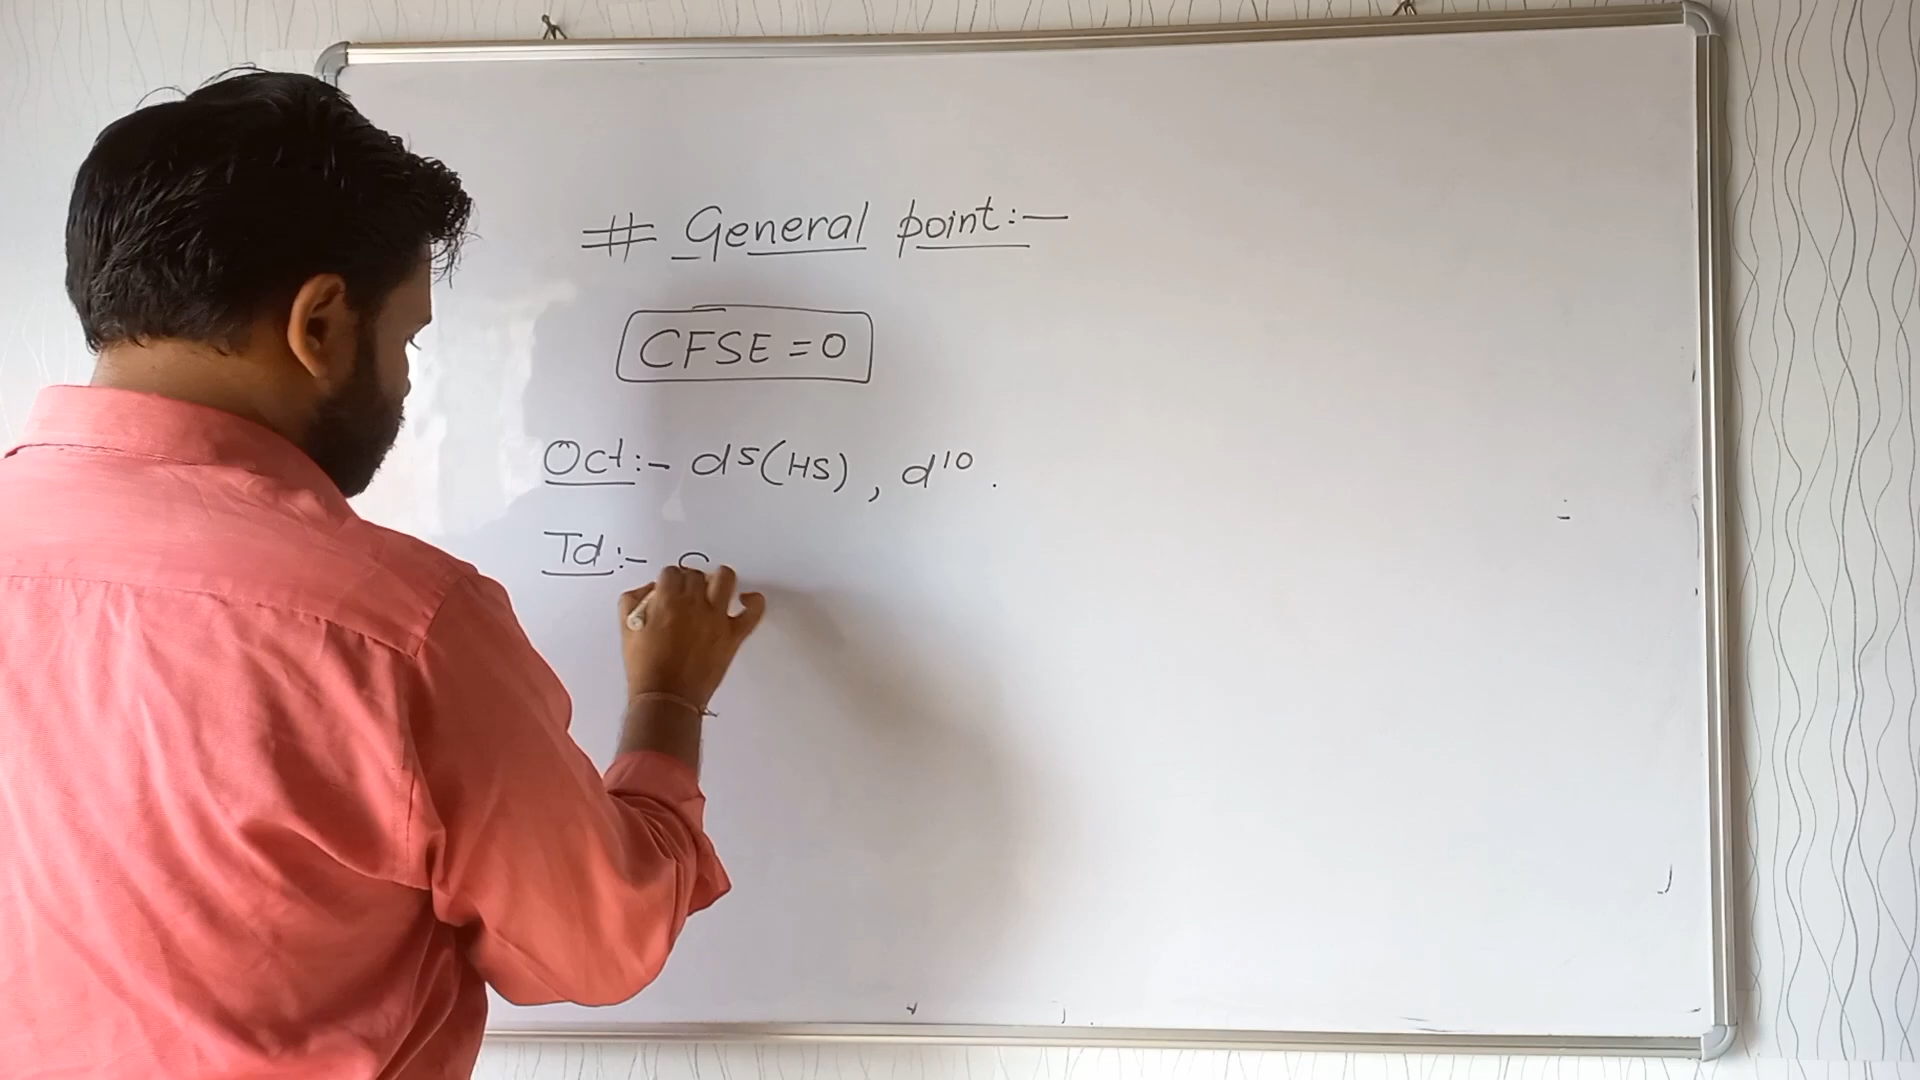 # General point:-
CFSE = 0
Oct:- d⁵(HS), d¹⁰.
Td:-